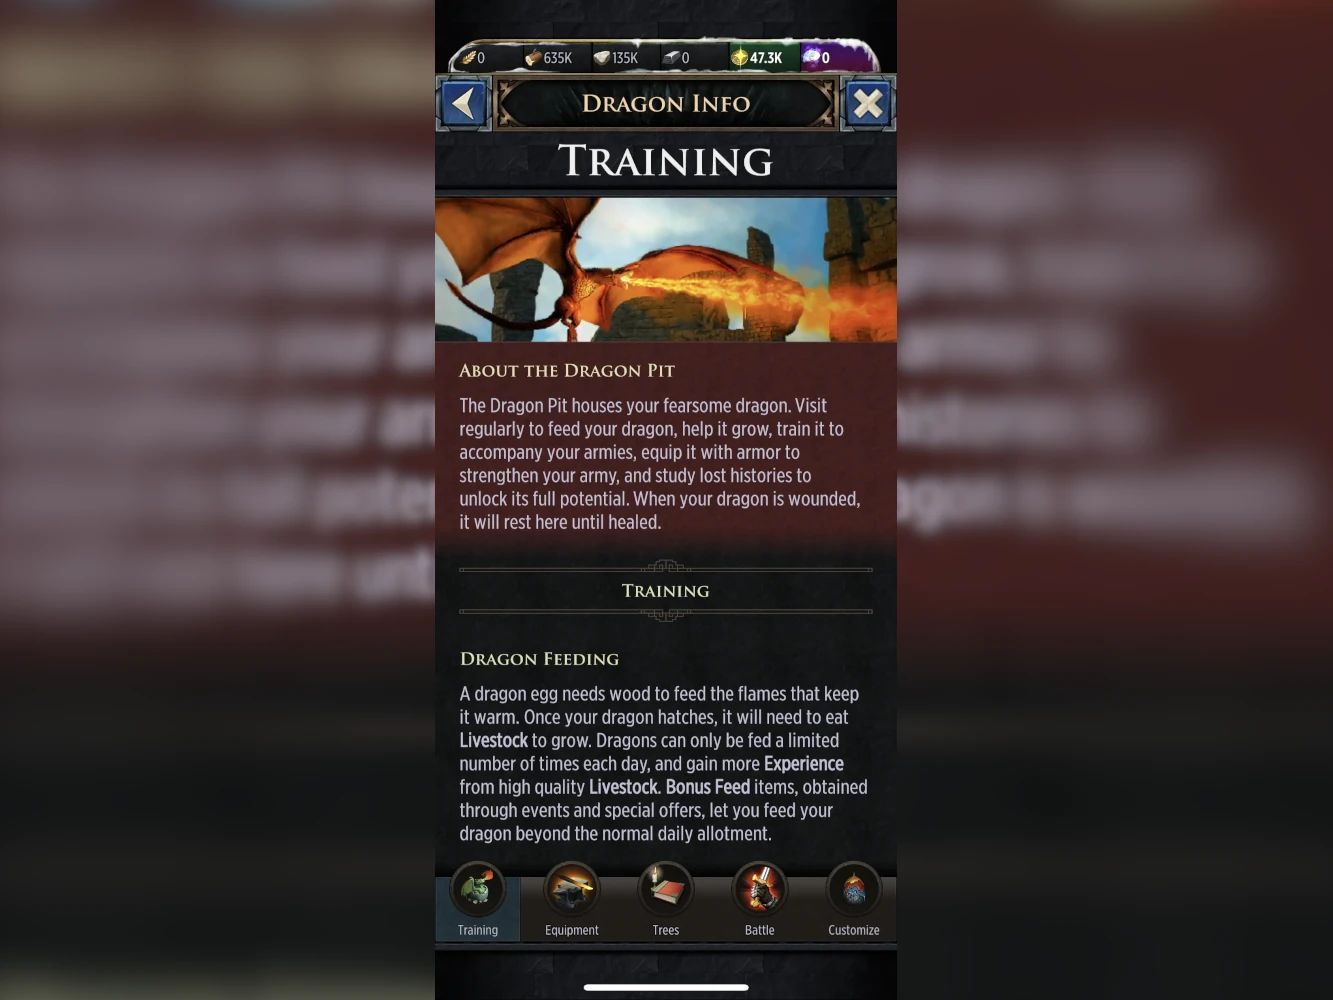 0 635K 135K 0 47.3K 0
Dragon Info
Training
About the Dragon Pit
The Dragon Pit houses your fearsome dragon. Visit
regularly to feed your dragon, help it grow, train it to
accompany your armies, equip it with armor to
strengthen your army, and study lost histories to
unlock its full potential. When your dragon is wounded,
it will rest here until healed.
Training
Dragon Feeding
A dragon egg needs wood to feed the flames that keep
it warm. Once your dragon hatches, it will need to eat
Livestock to grow. Dragons can only be fed a limited
number of times each day, and gain more Experience
from high quality Livestock. Bonus Feed items, obtained
through events and special offers, let you feed your
dragon beyond the normal daily allotment.
Training Equipment Trees Battle Customize